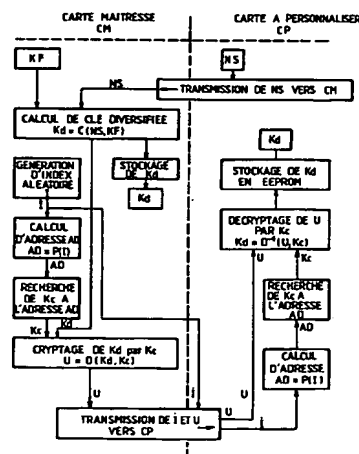 CARTE MAITRESSE
CM
CARTE A PERSONNALISER
CP
KF
NS
NS
TRANSMISSION DE NS VERS CM
CALCUL DE CLE DIVERSIFIEE
Kd = C(NS,KF)
STOCKAGE
DE Kd
Kd
GENERATION
D'INDEX
ALEATOIRE
I
CALCUL
D'ADRESSE AD
AD = P(I)
AD
RECHERCHE
DE Kc A
L'ADRESSE AD
Kc
Kd
CRYPTAGE DE Kd par Kc
U = D(Kd,Kc)
U
i
TRANSMISSION DE i ET U
VERS CP
Kd
STOCKAGE DE Kd
EN EEPROM
DECRYPTAGE DE U
PAR Kc
Kd = D⁻¹(U,Kc)
U
Kc
RECHERCHE
DE Kc A
L'ADRESSE
AD
AD
CALCUL
D'ADRESSE
AD=P(I)
U
U
i